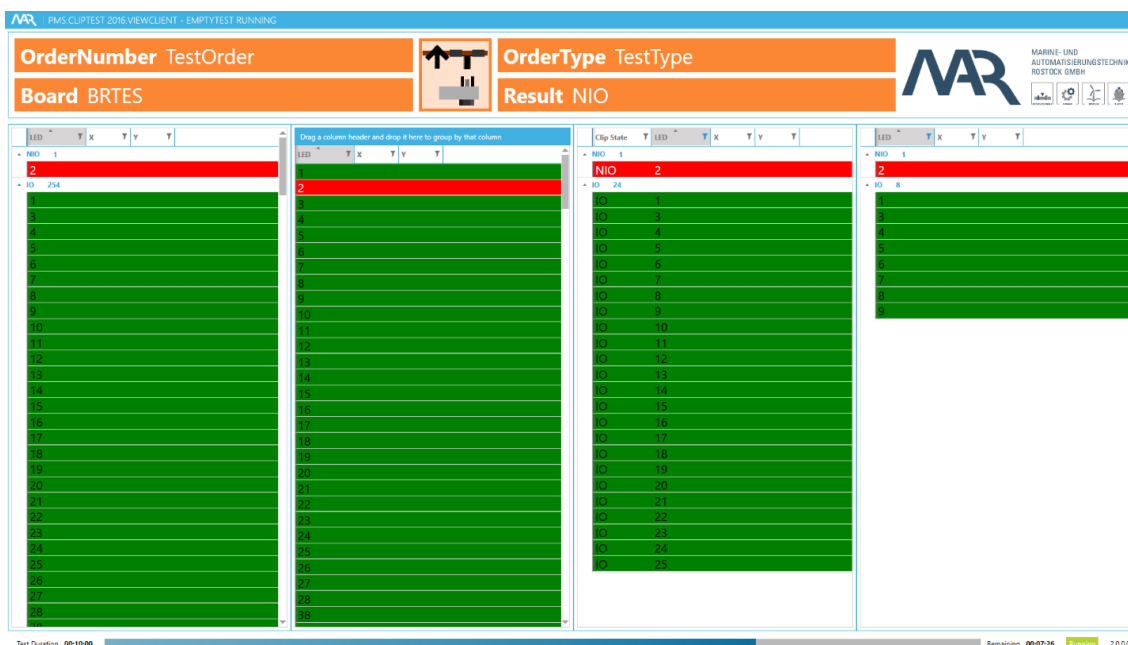 MAR PMS.CLIPTEST 2016.VIEWCLIENT - EMPTYTEST RUNNING
OrderNumber TestOrder
OrderType TestType
Board BRTES
Result NIO
MAR
MARINE- UND
AUTOMATISIERUNGSTECHNIK
ROSTOCK GMBH
LED X Y
NIO 1
2
IO 254
1
3
4
5
6
7
8
9
10
11
12
13
14
15
16
17
18
19
20
21
22
23
24
25
26
27
28
Drag a column header and drop it here to group by that column
LED X Y
1
2
3
4
5
6
7
8
9
10
11
12
13
14
15
16
17
18
19
20
21
22
23
24
25
26
27
28
38
Clip State LED X Y
NIO 1
NIO 2
IO 24
IO 1
IO 3
IO 4
IO 5
IO 6
IO 7
IO 8
IO 9
IO 10
IO 11
IO 12
IO 13
IO 14
IO 15
IO 16
IO 17
IO 18
IO 19
IO 20
IO 21
IO 22
IO 23
IO 24
IO 25
LED X Y
NIO 1
2
IO 8
1
3
4
5
6
7
8
9
Test Duration 00:10:00
Remaining 00:07:26 Running